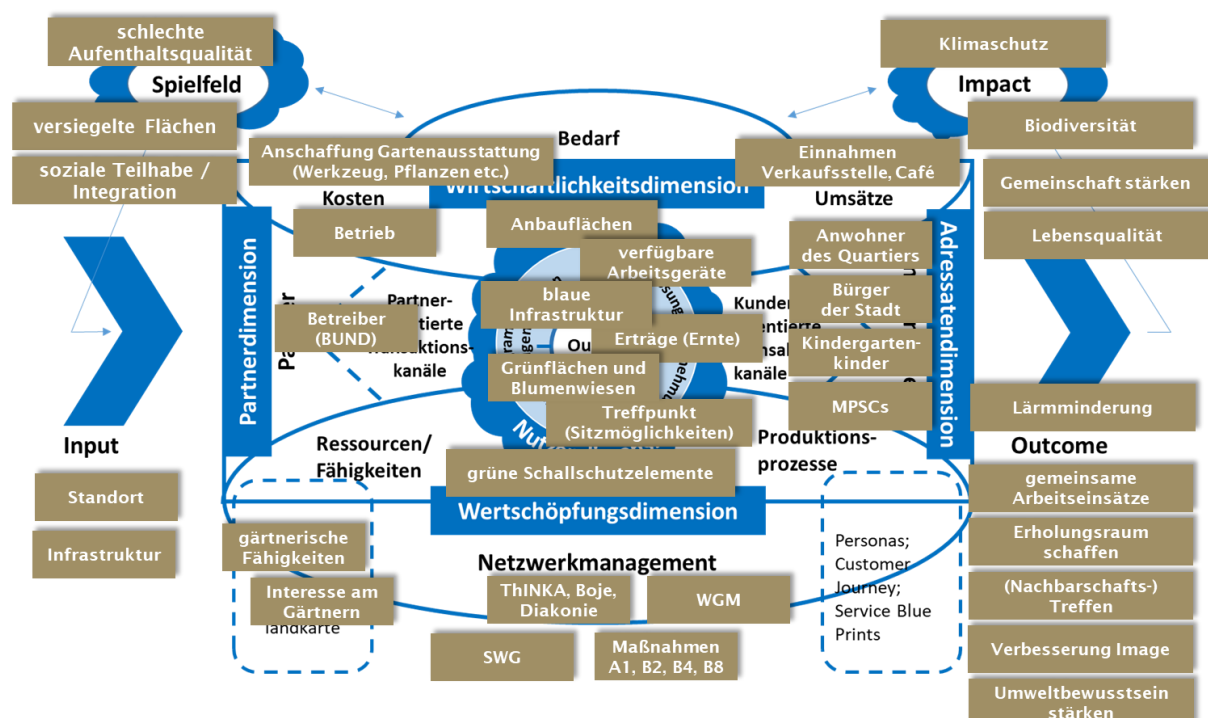 schlechte
Aufenthaltsqualität
Spielfeld
versiegelte Flächen
soziale Teilhabe /
Integration
Klimaschutz
Impact
Biodiversität
Gemeinschaft stärken
Lebensqualität
Bedarf
Anschaffung Gartenausstattung
(Werkzeug, Pflanzen etc.)
Einnahmen
Verkaufsstelle, Café
Wirtschaftlichkeitsdimension
Kosten
Umsätze
Betrieb
Anbauflächen
verfügbare
Arbeitsgeräte
Anwohner
des Quartiers
Partnerdimension
Adressatendimension
Betreiber
(BUND)
Partner-
kanäle
blaue
Infrastruktur
Erträge (Ernte)
Kunden
kanäle
Bürger
der Stadt
Kindergarten-
kinder
MPSCs
Grünflächen und
Blumenwiesen
Treffpunkt
(Sitzmöglichkeiten)
grüne Schallschutzelemente
Input
Standort
Infrastruktur
Ressourcen/
Fähigkeiten
Produktions-
prozesse
Wertschöpfungsdimension
gärtnerische
Fähigkeiten
Interesse am
Gärtnern
landkarte
Netzwerkmanagement
ThINKA, Boje,
Diakonie
WGM
SWG
Maßnahmen
A1, B2, B4, B8
Personas;
Customer
Journey;
Service Blue
Prints
Lärmminderung
Outcome
gemeinsame
Arbeitseinsätze
Erholungsraum
schaffen
(Nachbarschafts-)
Treffen
Verbesserung Image
Umweltbewusstsein
stärken